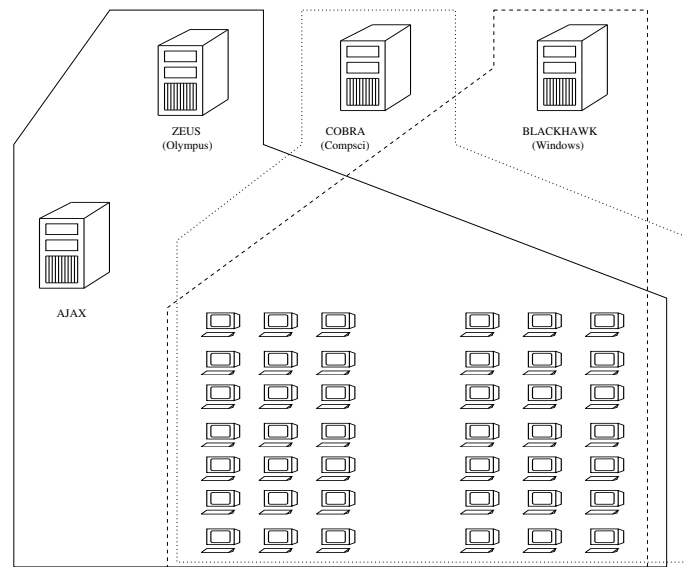 ZEUS
(Olympus)
COBRA
(Compsci)
BLACKHAWK
(Windows)
AJAX